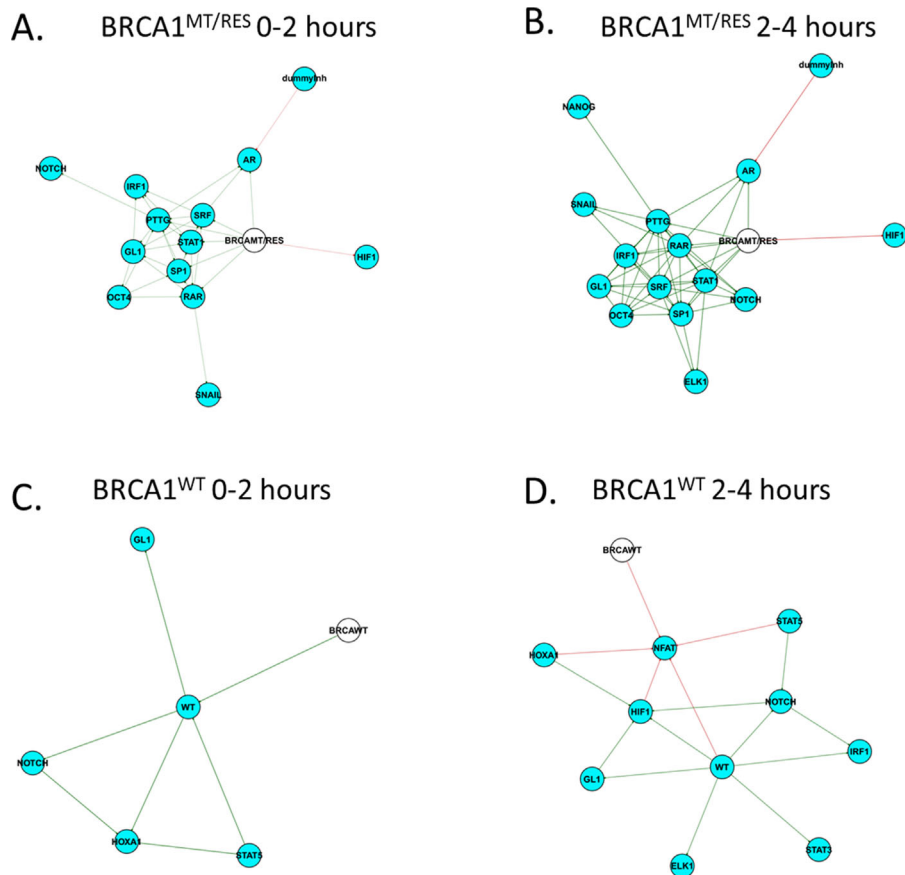 A. BRCA1MT/RES 0-2 hours
dummyInh
AR
NOTCH
IRF1
PTTG
SRF
STAT1
BRCAMT/RES
GL1
HIF1
SP1
OCT4
RAR
SNAIL
B. BRCA1MT/RES 2-4 hours
dummyInh
NANOG
AR
SNAIL
PTTG
BRCAMT/RES
HIF1
RAR
IRF1
STAT1
GL1
SRF
NOTCH
OCT4
SP1
ELK1
C. BRCA1WT 0-2 hours
GL1
BRCAWT
WT
NOTCH
HOXA1
STAT5
D. BRCA1WT 2-4 hours
BRCAWT
STAT5
HOXA1
NFAT
NOTCH
HIF1
IRF1
WT
GL1
STAT3
ELK1